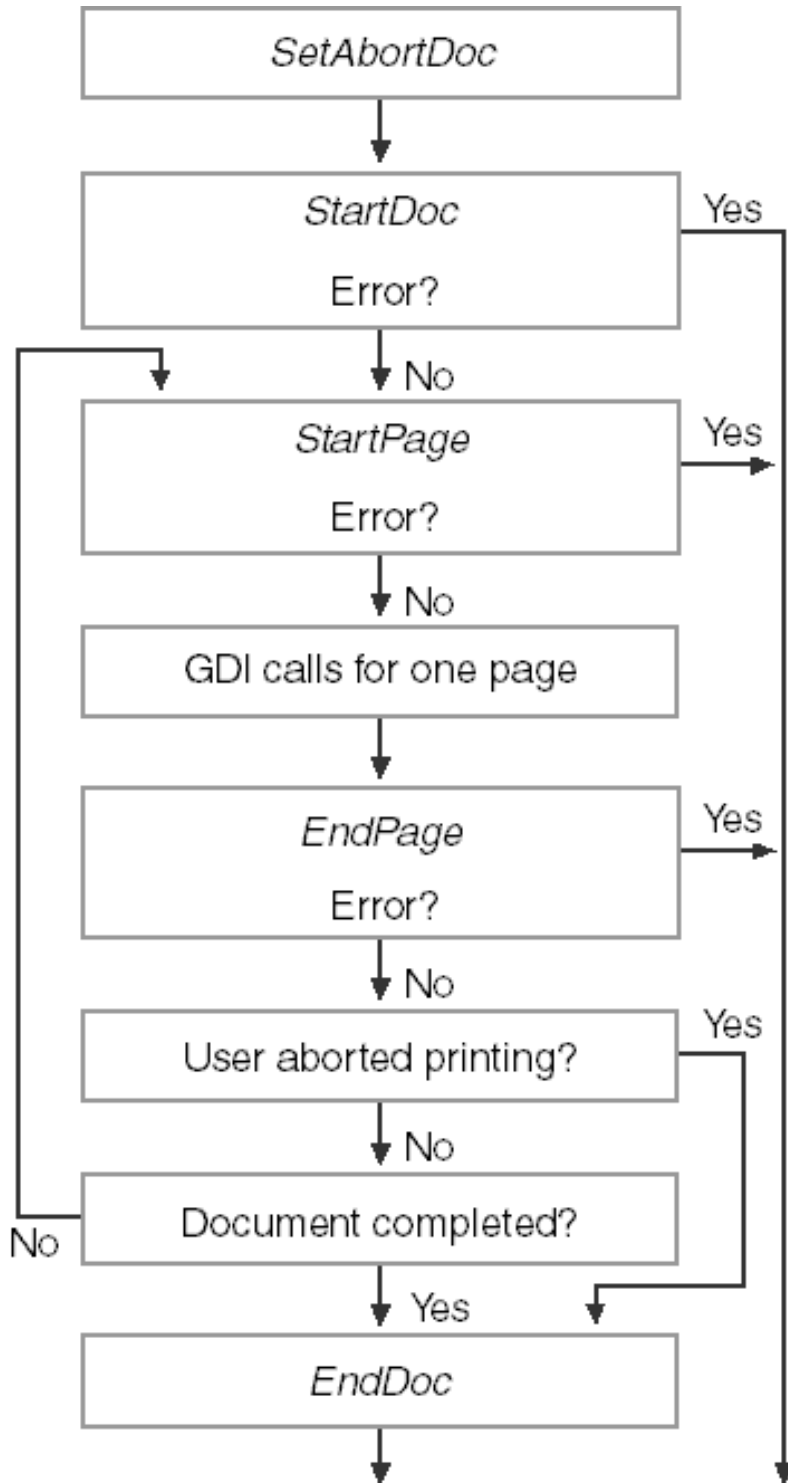 SetAbortDoc
StartDoc
Yes
Error?
No
StartPage
Yes
Error?
No
GDI calls for one page
EndPage
Yes
Error?
No
Yes
User aborted printing?
No
Document completed?
No
Yes
EndDoc